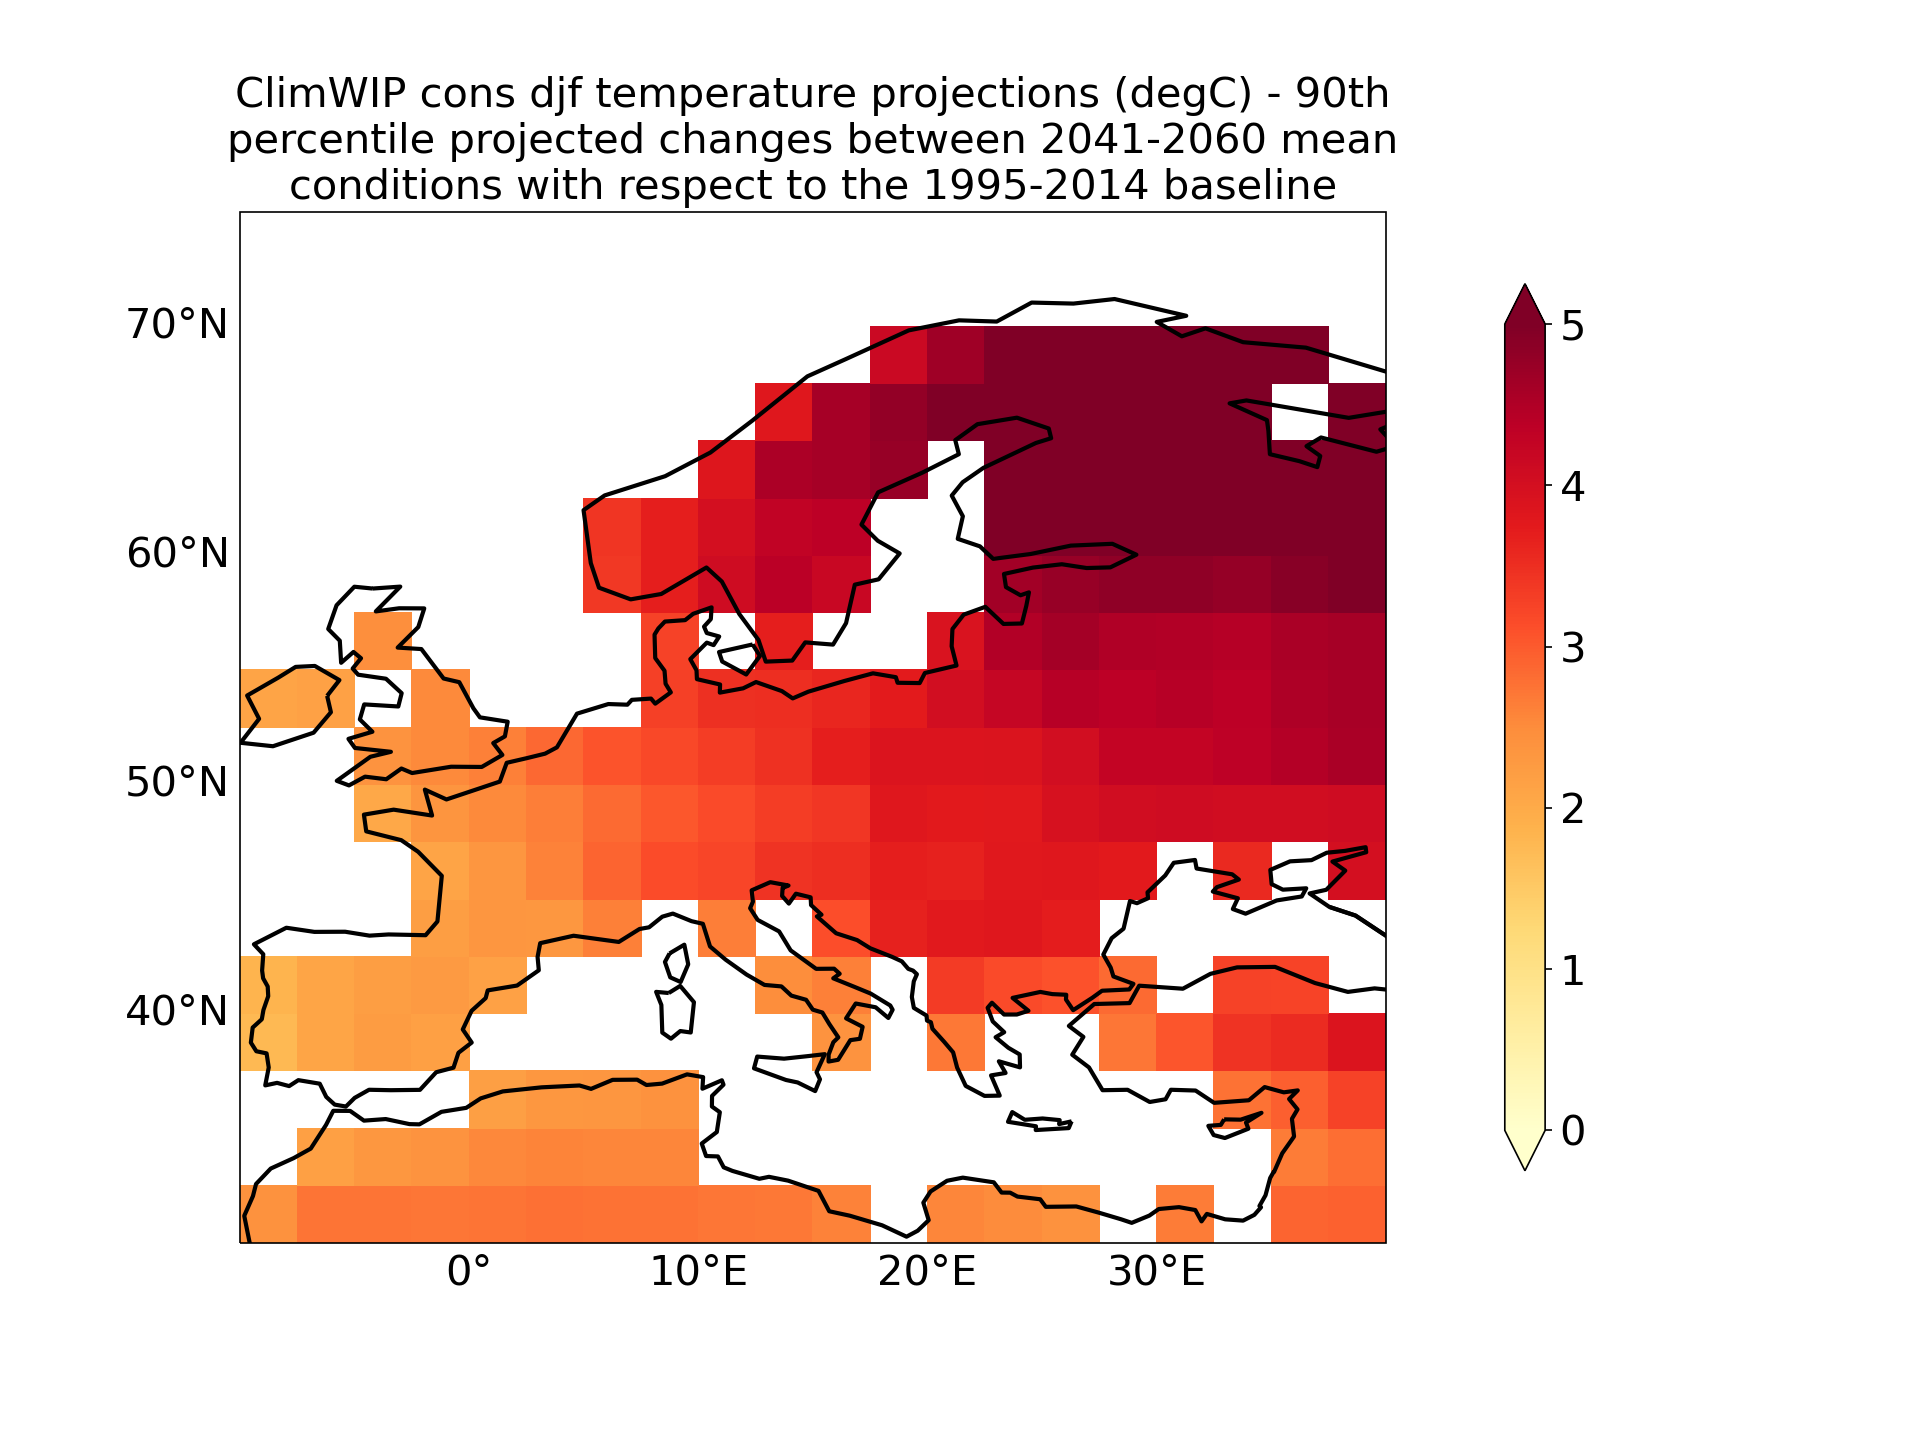 ClimWIP cons djf temperature projections (degC) - 90th
percentile projected changes between 2041-2060 mean
conditions with respect to the 1995-2014 baseline
70°N
60°N
50°N
40°N
0°
10°E
20°E
30°E
5
4
3
2
1
0